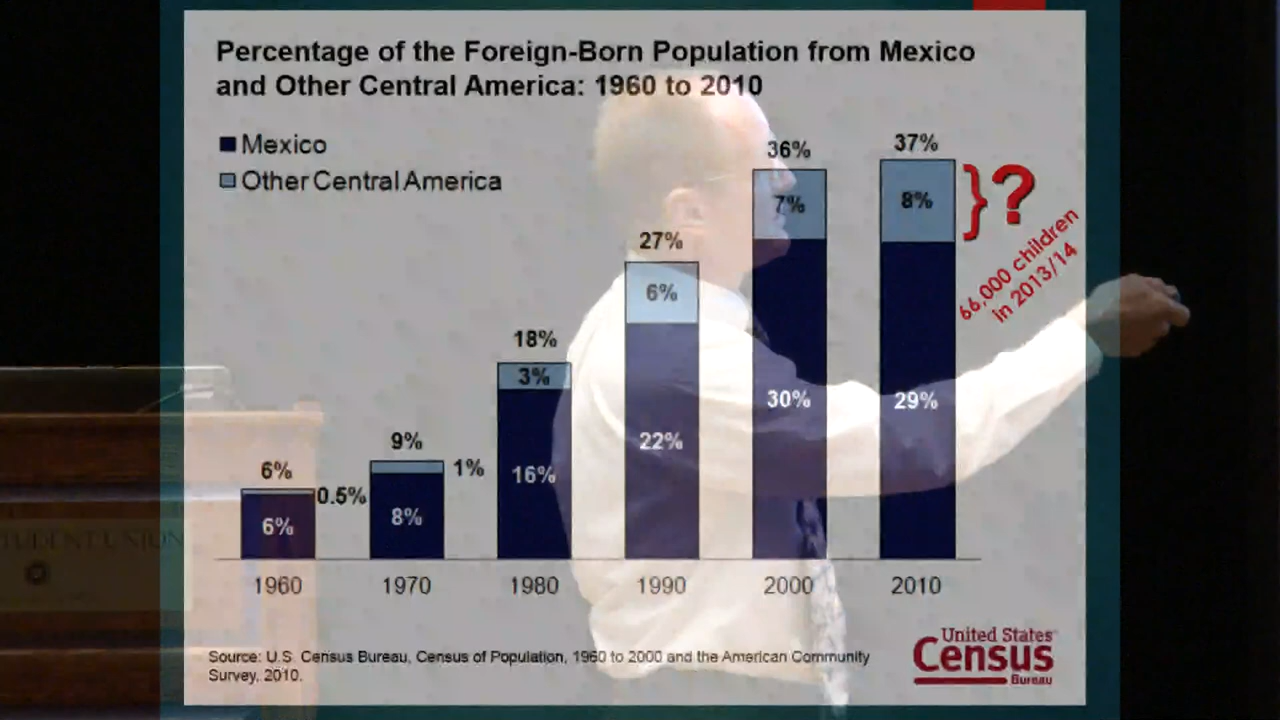 Percentage of the Foreign-Born Population from Mexico
and Other Central America: 1960 to 2010
Mexico
Other Central America
6%
0.5%
6%
9%
1%
8%
18%
3%
16%
27%
6%
22%
36%
7%
30%
37%
8%
29%
}?
66,000 children
in 2013/14
1960 1970 1980 1990 2000 2010
STUDENT UNION
Source: U.S. Census Bureau, Census of Population, 1960 to 2000 and the American Community
Survey, 2010.
United States
Census
Bureau